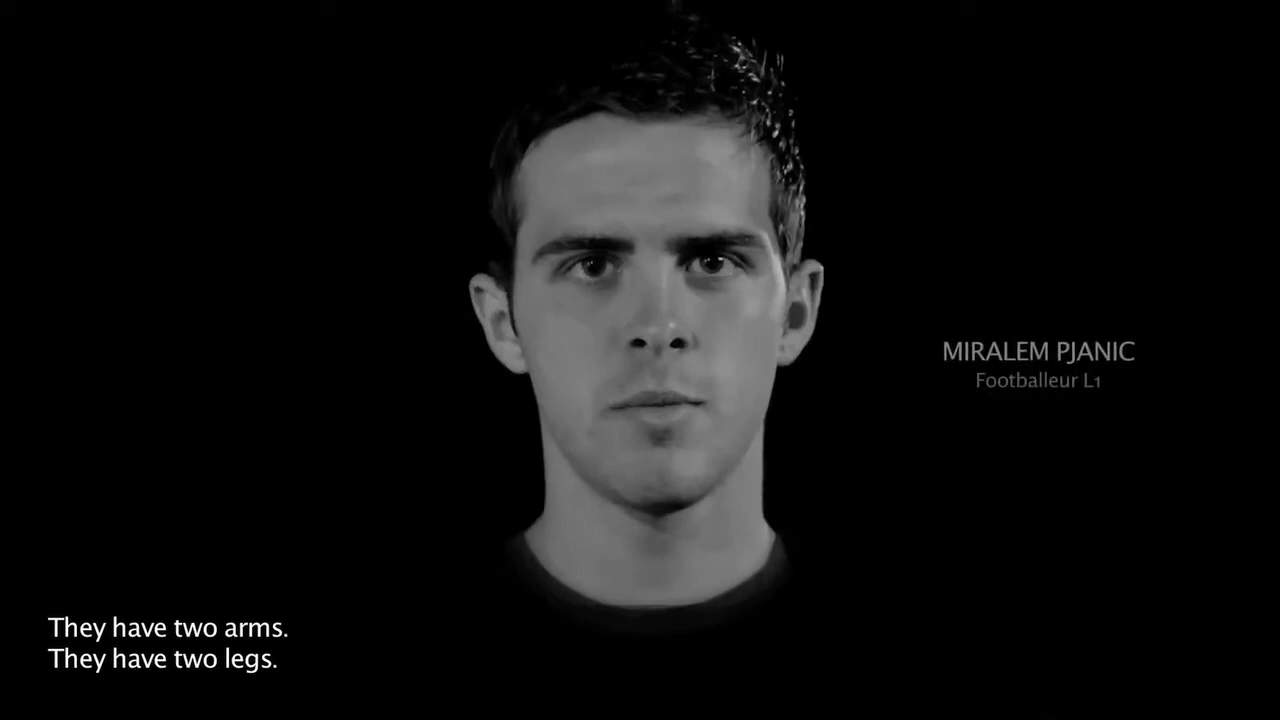 MIRALEM PJANIC
Footballeur L1
They have two arms.
They have two legs.